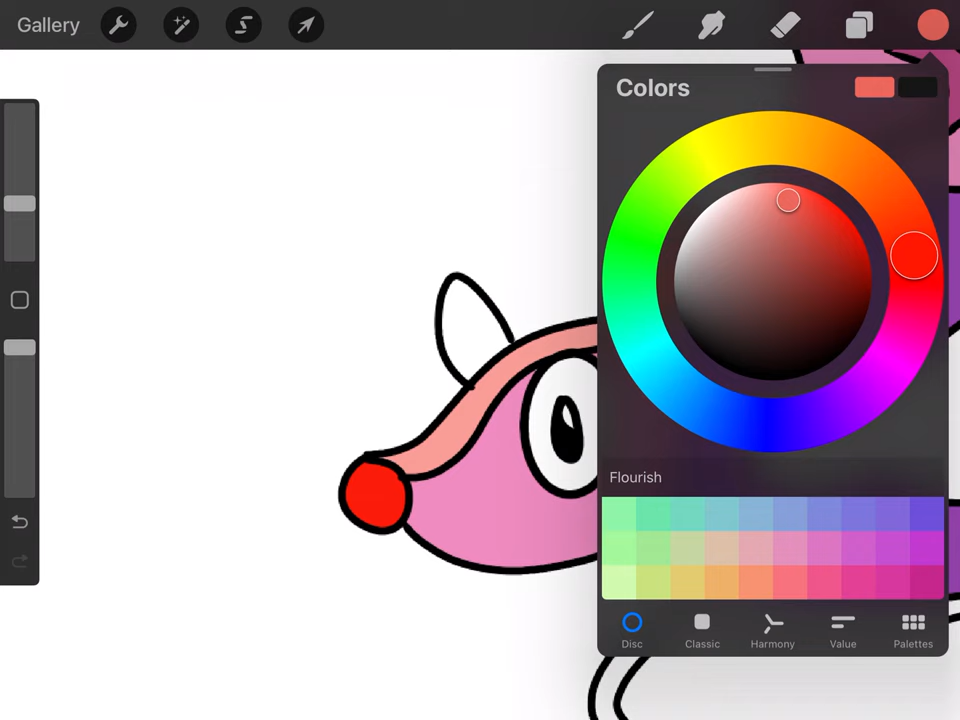 Gallery
Colors
Flourish
Disc
Classic
Harmony
Value
Palettes